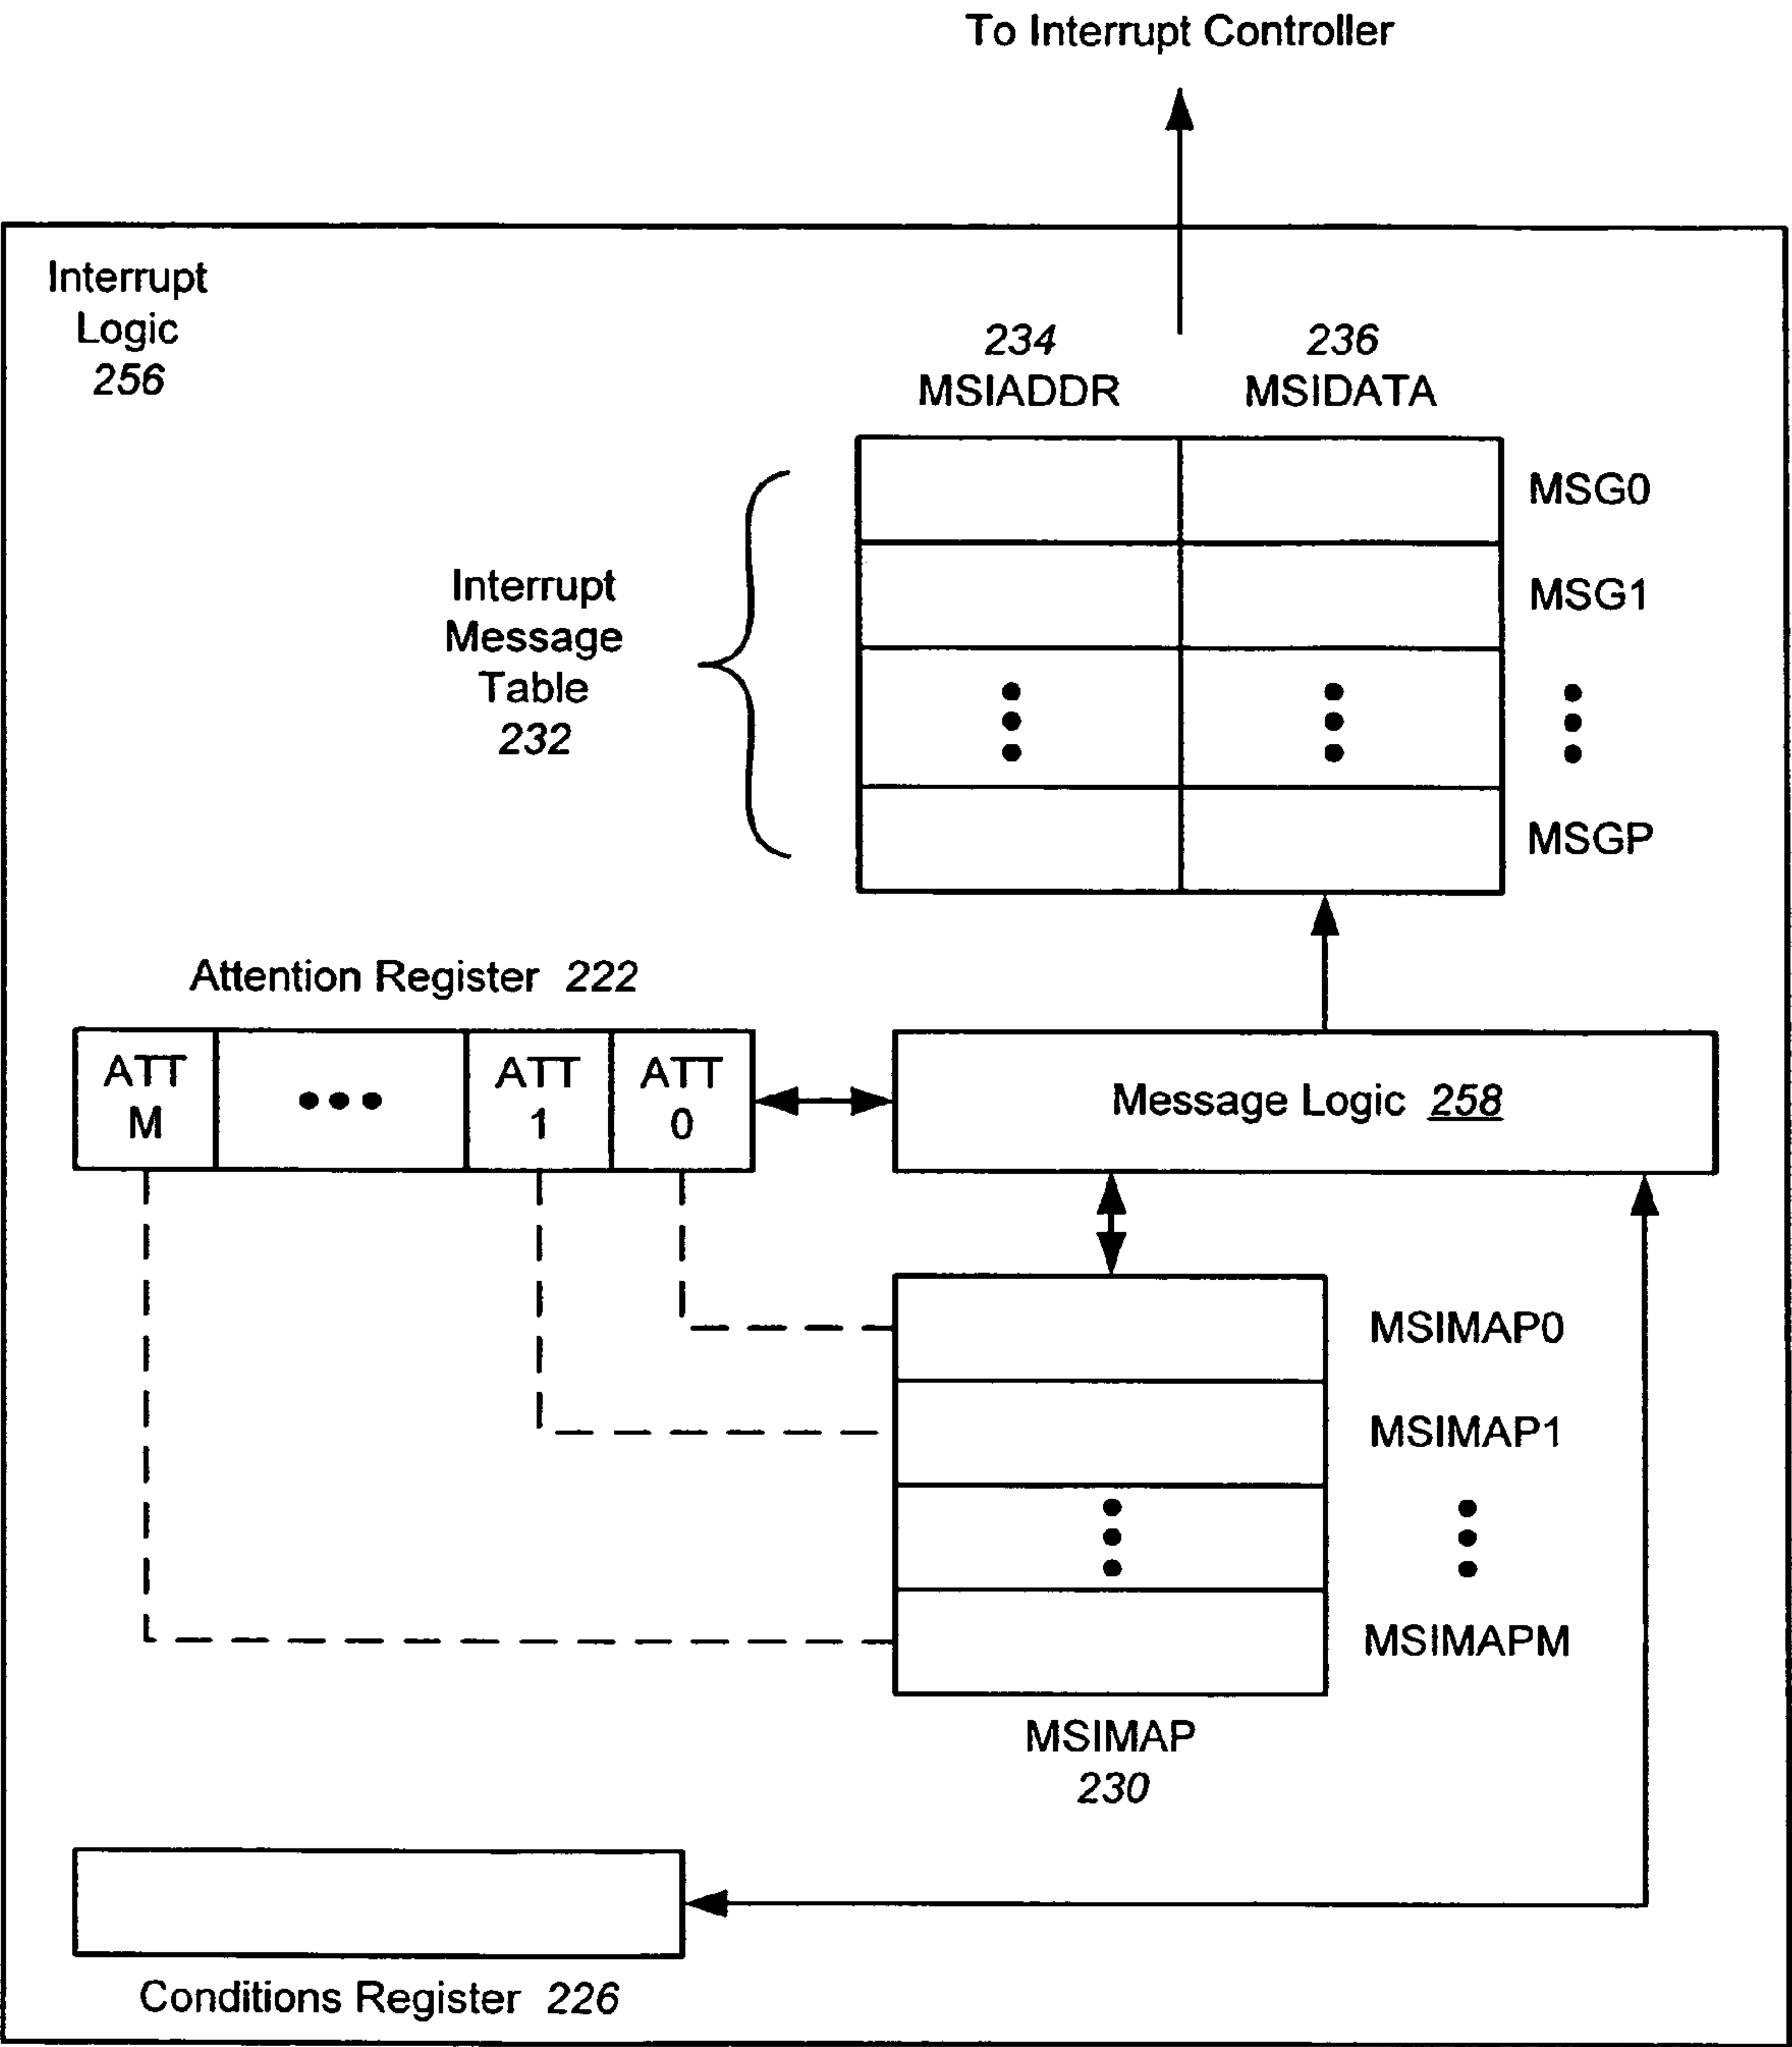 To Interrupt Controller
Interrupt
Logic
256
234
MSIADDR
236
MSIDATA
MSG0
MSG1
MSGP
Interrupt
Message
Table
232
Attention Register 222
ATT
M
ATT
1
ATT
0
Message Logic 258
MSIMAP0
MSIMAP1
MSIMAPM
MSIMAP
230
Conditions Register 226